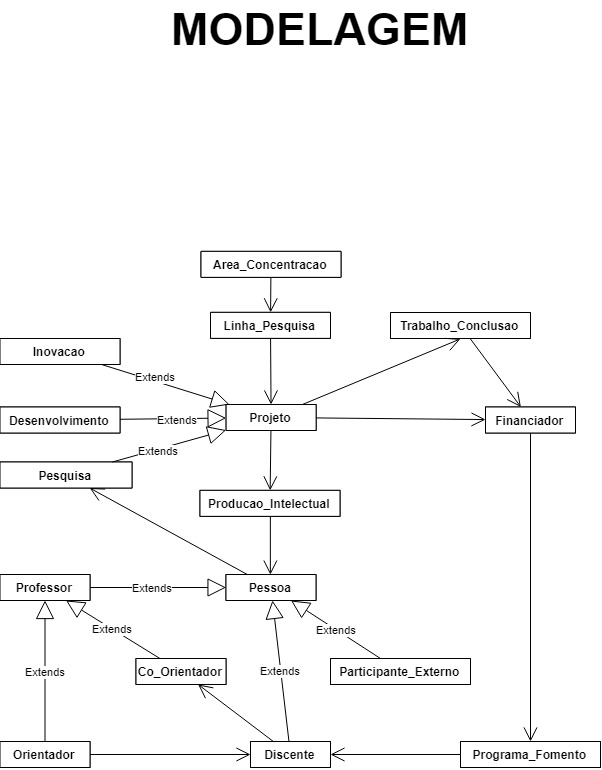 MODELAGEM
Area_Concentracao
Linha_Pesquisa
Trabalho_Conclusao
Inovacao
Extends
Desenvolvimento
Extends
Projeto
Financiador
Extends
Pesquisa
Producao_Intelectual
Professor
Extends
Pessoa
Extends
Extends
Extends
Co_Orientador
Extends
Participante_Externo
Orientador
Discente
Programa_Fomento